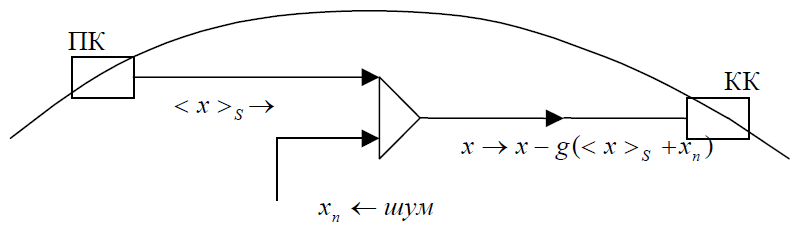 ПК
КК
< x >_S →
x → x − g(< x >_S + x_n)
x_n ← шум